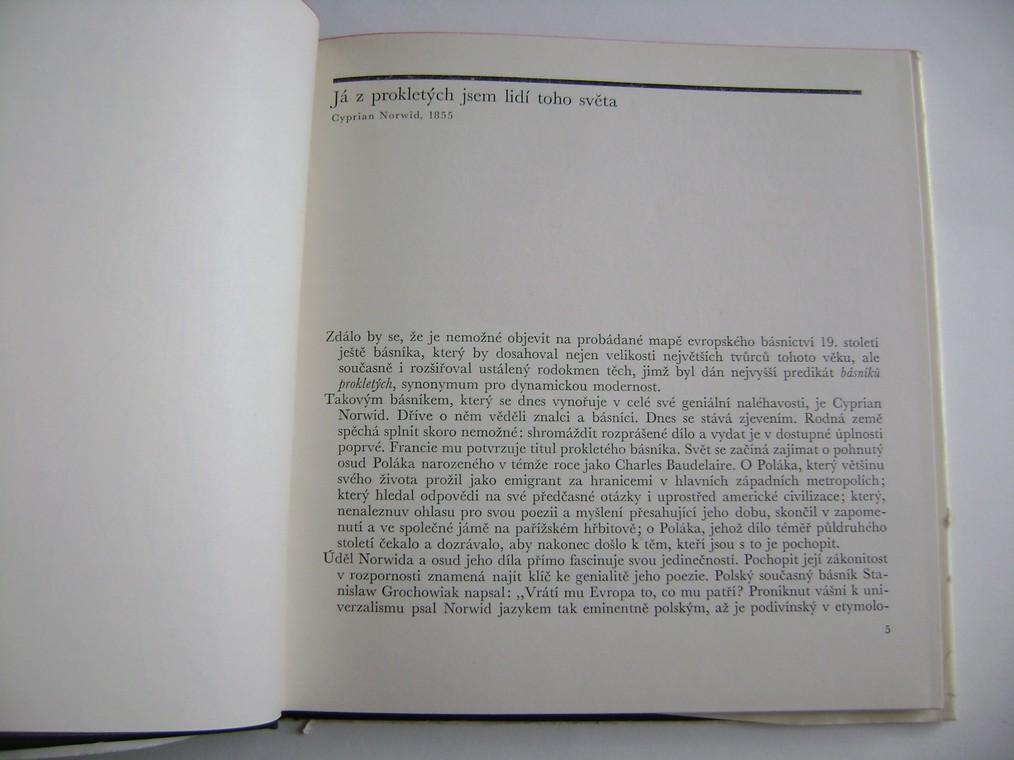 Já z prokletých jsem lidí toho světa
Cyprian Norwid, 1855
Zdálo by se, že je nemožné objevit na probádané mapě evropského básnictví 19. století
ještě básníka, který by dosahoval nejen velikosti největších tvůrců tohoto věku, ale
současně i rozšiřoval ustálený rodokmen těch, jimž byl dán nejvyšší predikát básníků
prokletých, synonymum pro dynamickou modernost.
Takovým básníkem, který se dnes vynořuje v celé své geniální naléhavosti, je Cyprian
Norwid. Dříve o něm věděli znalci a básníci. Dnes se stává zjevením. Rodná země
spěchá splnit skoro nemožné: shromáždit rozprášené dílo a vydat je v dostupné úplnosti
poprvé. Francie mu potvrzuje titul prokletého básníka. Svět se začíná zajímat o pohnutý
osud Poláka narozeného v témže roce jako Charles Baudelaire. O Poláka, který většinu
svého života prožil jako emigrant za hranicemi v hlavních západních metropolích;
který hledal odpovědi na své předčasné otázky i uprostřed americké civilizace; který,
nenaleznuv ohlasu pro svou poezii a myšlení přesahující jeho dobu, skončil v zapome-
nutí a ve společné jámě na pařížském hřbitově; o Poláka, jehož dílo téměř půldruhého
století čekalo a dozrávalo, aby nakonec došlo k těm, kteří jsou s to je pochopit.
Úděl Norwida a osud jeho díla přímo fascinuje svou jedinečností. Pochopit její zákonitost
v rozpornosti znamená najít klíč ke genialitě jeho poezie. Polský současný básník Sta-
nislaw Grochowiak napsal: „Vrátí mu Evropa to, co mu patří? Proniknut vášní k uni-
verzalismu psal Norwid jazykem tak eminentně polským, až je podivínský v etymolo-
5